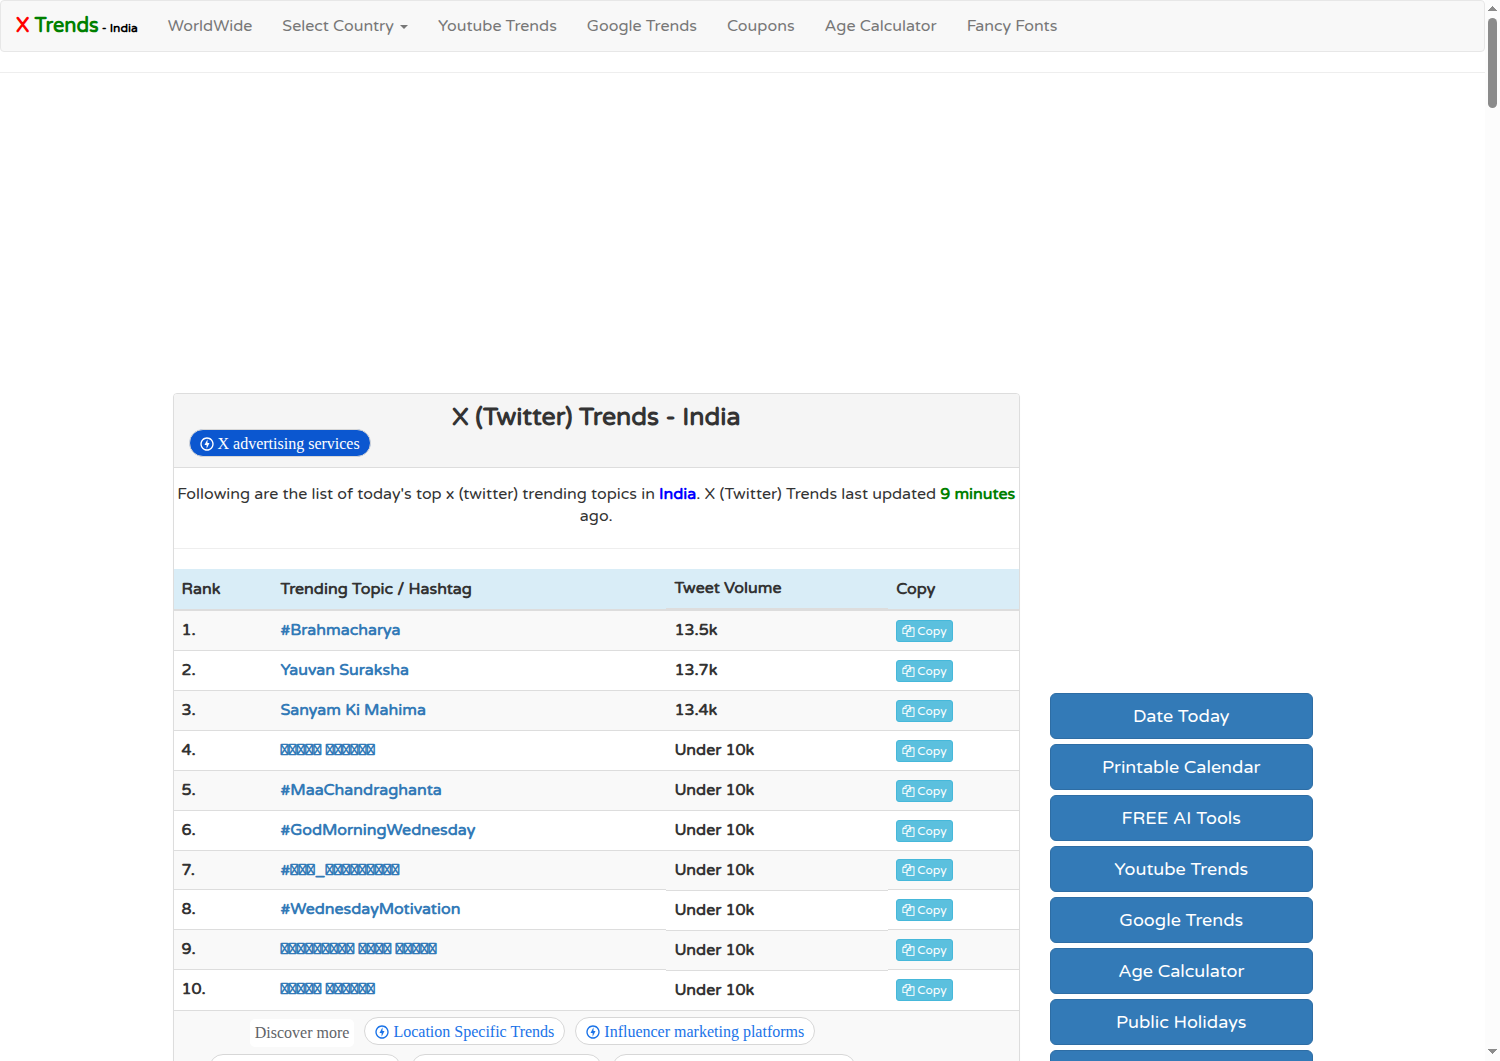 X Trends - India WorldWide Select Country Youtube Trends Google Trends Coupons Age Calculator Fancy Fonts
X (Twitter) Trends - India
X advertising services
Following are the list of today's top x (twitter) trending topics in India. X (Twitter) Trends last updated 9 minutes
ago.
Rank Trending Topic / Hashtag Tweet Volume Copy
1. #Brahmacharya 13.5k Copy
2. Yauvan Suraksha 13.7k Copy
3. Sanyam Ki Mahima 13.4k Copy
4. Under 10k Copy
5. #MaaChandraghanta Under 10k Copy
6. #GodMorningWednesday Under 10k Copy
7. Under 10k Copy
8. #WednesdayMotivation Under 10k Copy
9. Under 10k Copy
10. Under 10k Copy
Discover more Location Specific Trends Influencer marketing platforms
Date Today
Printable Calendar
FREE AI Tools
Youtube Trends
Google Trends
Age Calculator
Public Holidays